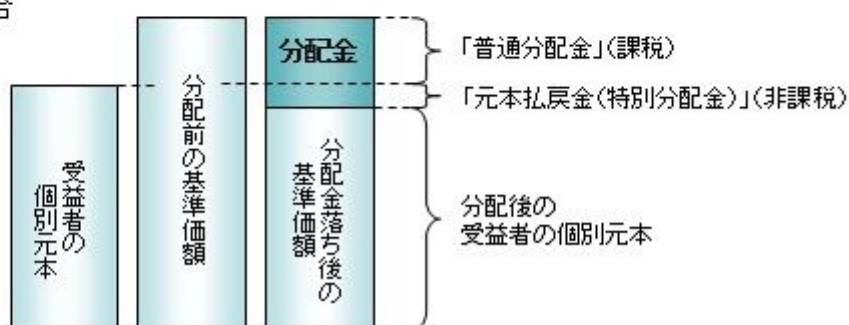 分配金
「普通分配金」(課税)
「元本払戻金(特別分配金)」(非課税)
受益者の
個別元本
分配前の基準価額
分配金落ち後の
基準価額
分配後の
受益者の個別元本